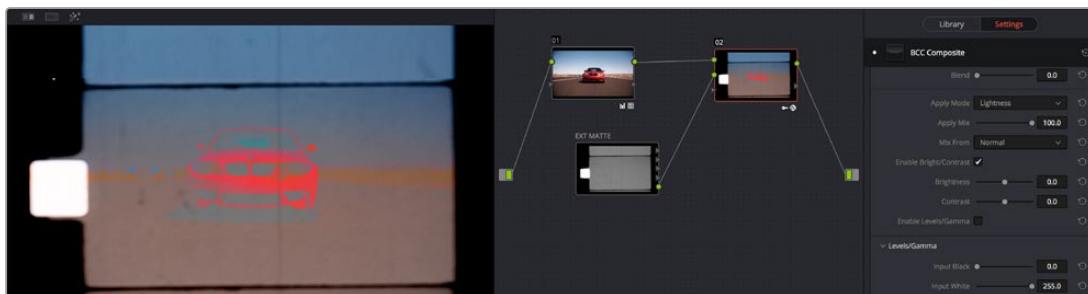 Library
Settings
BCC Composite
Blend
0.0
Apply Mode
Lightness
Apply Mix
100.0
Mix From
Normal
Enable Bright/Contrast
Brightness
0.0
Contrast
0.0
Enable Levels/Gamma
Levels/Gamma
Input Black
0.0
Input White
255.0
01
02
EXT MATTE